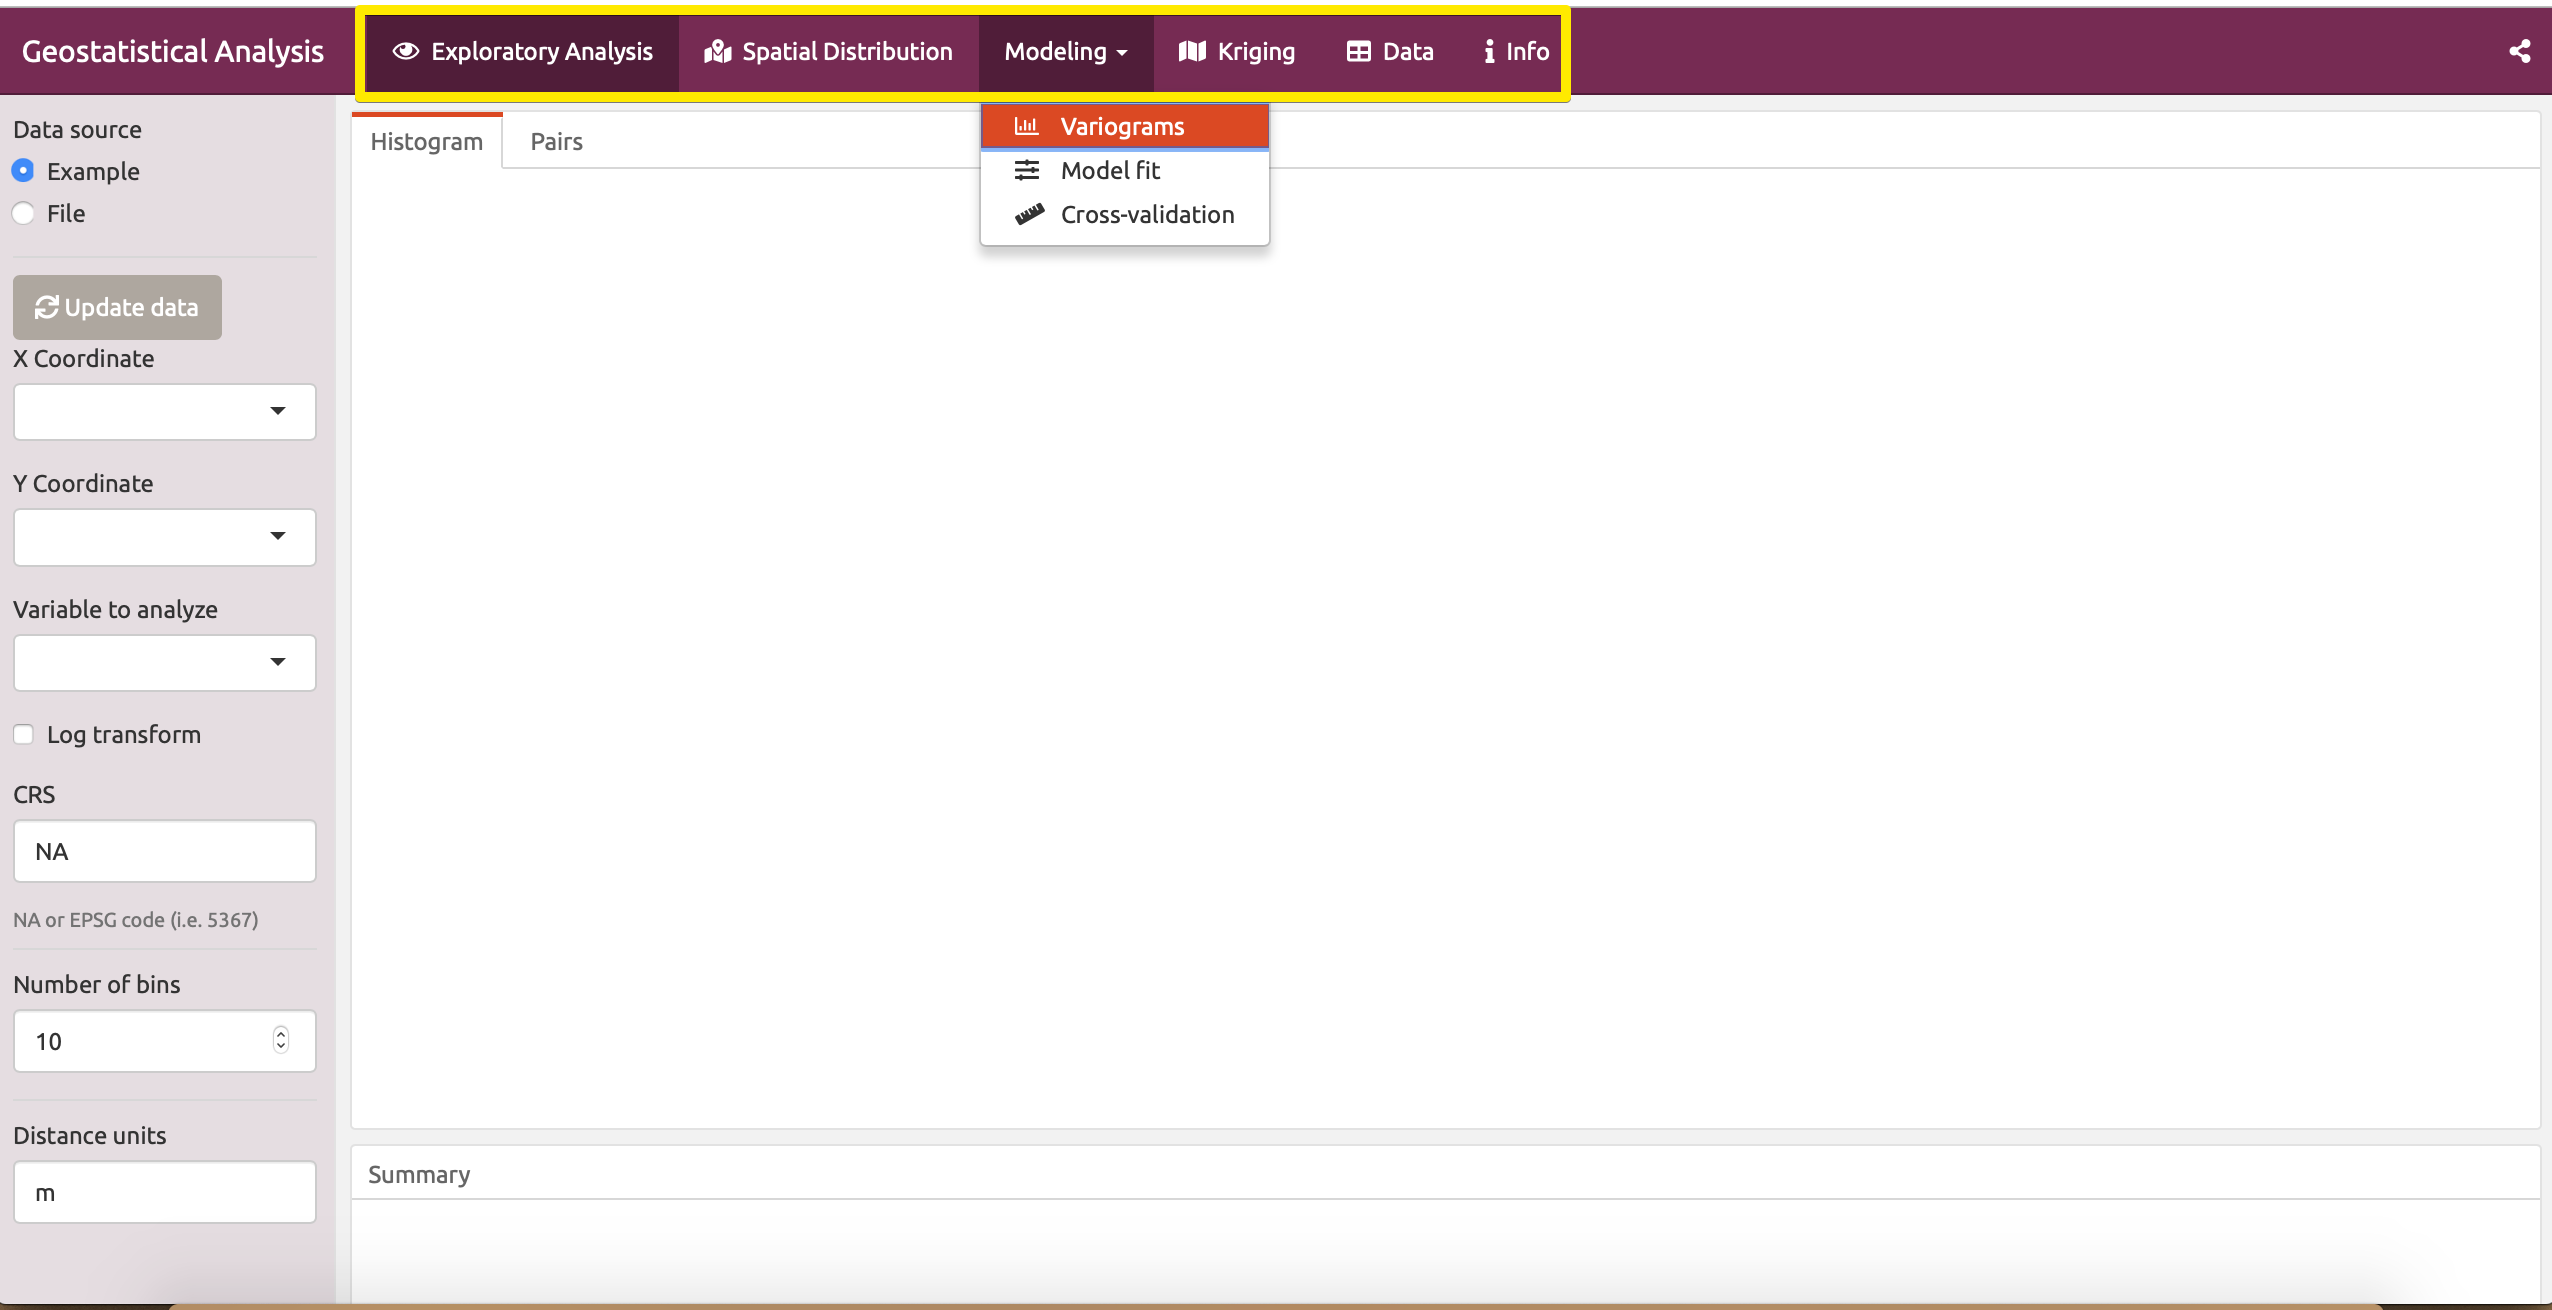 Geostatistical Analysis
Exploratory Analysis
Spatial Distribution
Modeling
Kriging
Data
Info
Variograms
Model fit
Cross-validation
Data source
Example
File
Update data
X Coordinate
Y Coordinate
Variable to analyze
Log transform
CRS
NA
NA or EPSG code (i.e. 5367)
Number of bins
10
Distance units
m
Histogram
Pairs
Summary